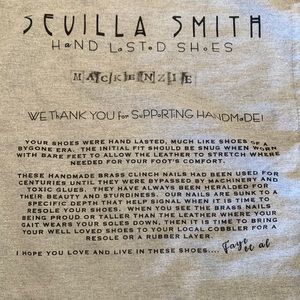 SEVILLA SMITH
HAND LASTED SHOES
MACKENZIE
WE THANK YOU FOR SUPPORTING HANDMADE!
YOUR SHOES WERE HAND LASTED, MUCH LIKE SHOES OF A
BYGONE ERA. THE INITIAL FIT SHOULD BE SNUG WHEN WORN
WITH BARE FEET TO ALLOW THE LEATHER TO STRETCH WHERE
NEEDED FOR YOUR FOOT'S COMFORT.
THESE HANDMADE BRASS CLINCH NAILS HAD BEEN USED FOR
CENTURIES UNTIL THEY WERE BYPASSED BY MACHINERY AND
TOXIC GLUES. THEY HAVE ALWAYS BEEN HERALDED FOR
THEIR BEAUTY AND STURDINESS. OUR NAILS ARE SUNK TO A
SPECIFIC DEPTH THAT HELP SIGNAL WHEN IT IS TIME TO
RESOLE YOUR SHOES. WHEN YOU SEE THE BRASS NAILS
BEING PROUD OR TALLER THAN THE LEATHER WHERE YOUR
GAIT WEARS YOUR SOLES DOWN, THEN IT IS TIME TO BRING
YOUR WELL LOVED SHOES TO YOUR LOCAL COBBLER FOR A
RESOLE OR A RUBBER LAYER.
I HOPE YOU LOVE AND LIVE IN THESE SHOES....
et al